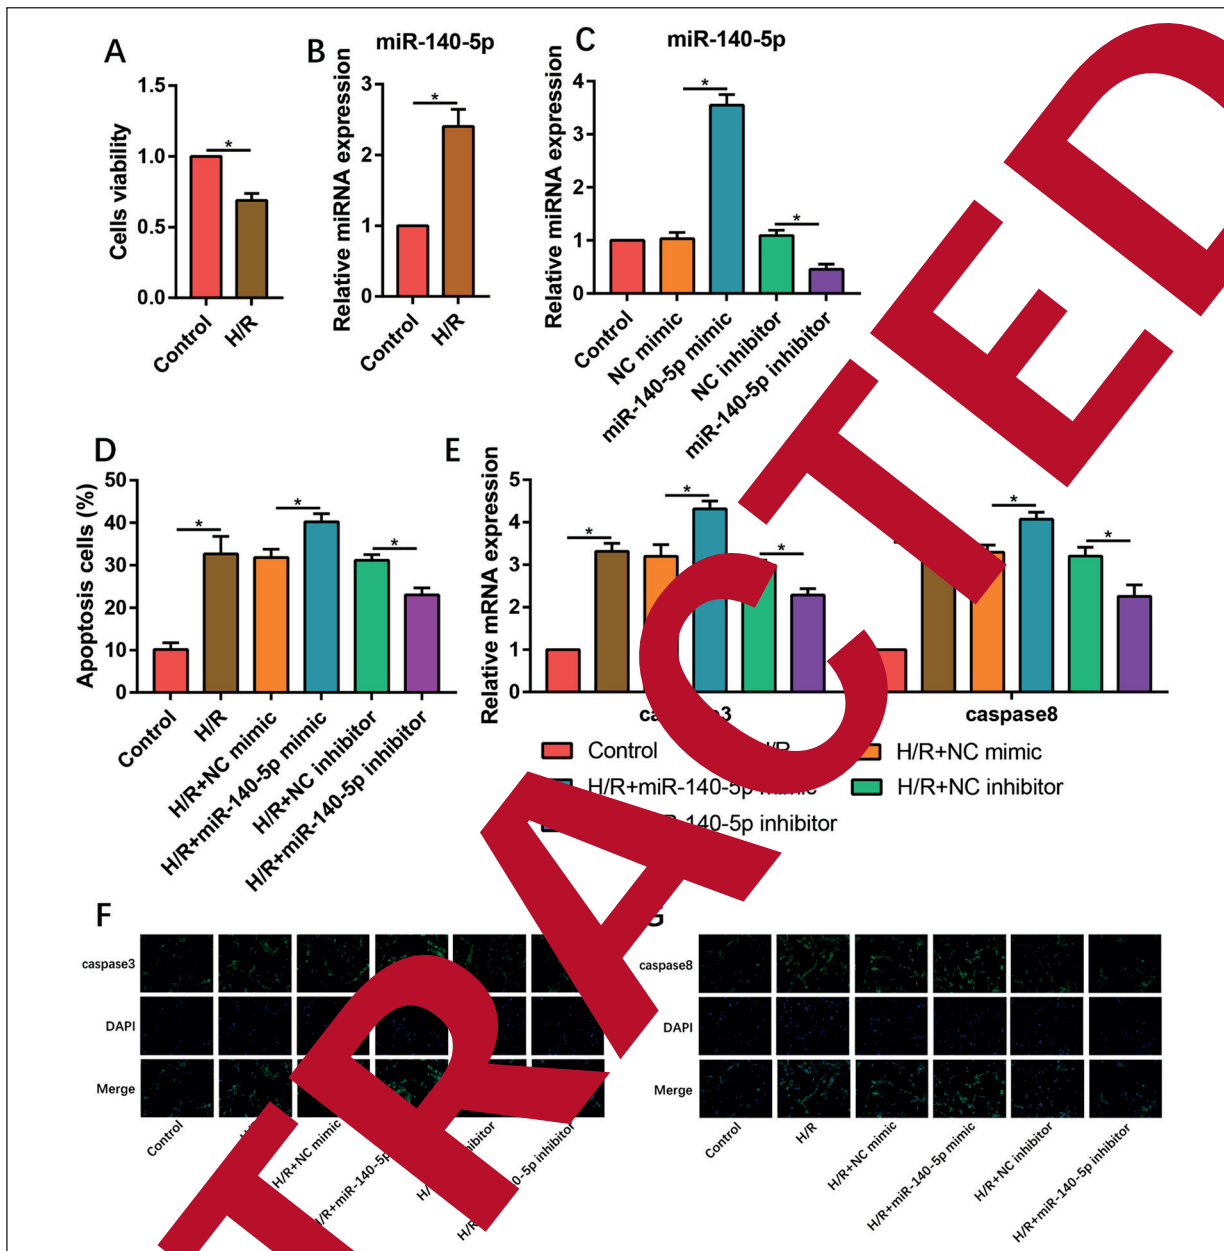 A
Cells viability
1.5
1.0
0.5
0.0
*
Control
H/R
B
miR-140-5p
Relative miRNA expression
3
2
1
0
*
Control
H/R
C
miR-140-5p
Relative miRNA expression
4
3
2
1
0
*
*
Control
NC mimic
miR-140-5p mimic
NC inhibitor
miR-140-5p inhibitor
D
Apoptosis cells (%)
50
40
30
20
10
0
*
*
*
Control
H/R
H/R+NC mimic
H/R+miR-140-5p mimic
H/R+NC inhibitor
H/R+miR-140-5p inhibitor
E
Relative mRNA expression
5
4
3
2
1
0
*
*
*
*
*
caspase8
Control
H/R+NC mimic
H/R+miR-140-5p mimic
H/R+NC inhibitor
-140-5p inhibitor
F
caspase3
DAPI
Merge
Control
H/R+NC mimic
G
caspase8
DAPI
Merge
Control
H/R
H/R+NC mimic
H/R+miR-140-5p mimic
H/R+NC inhibitor
H/R+miR-140-5p inhibitor
TRACTED